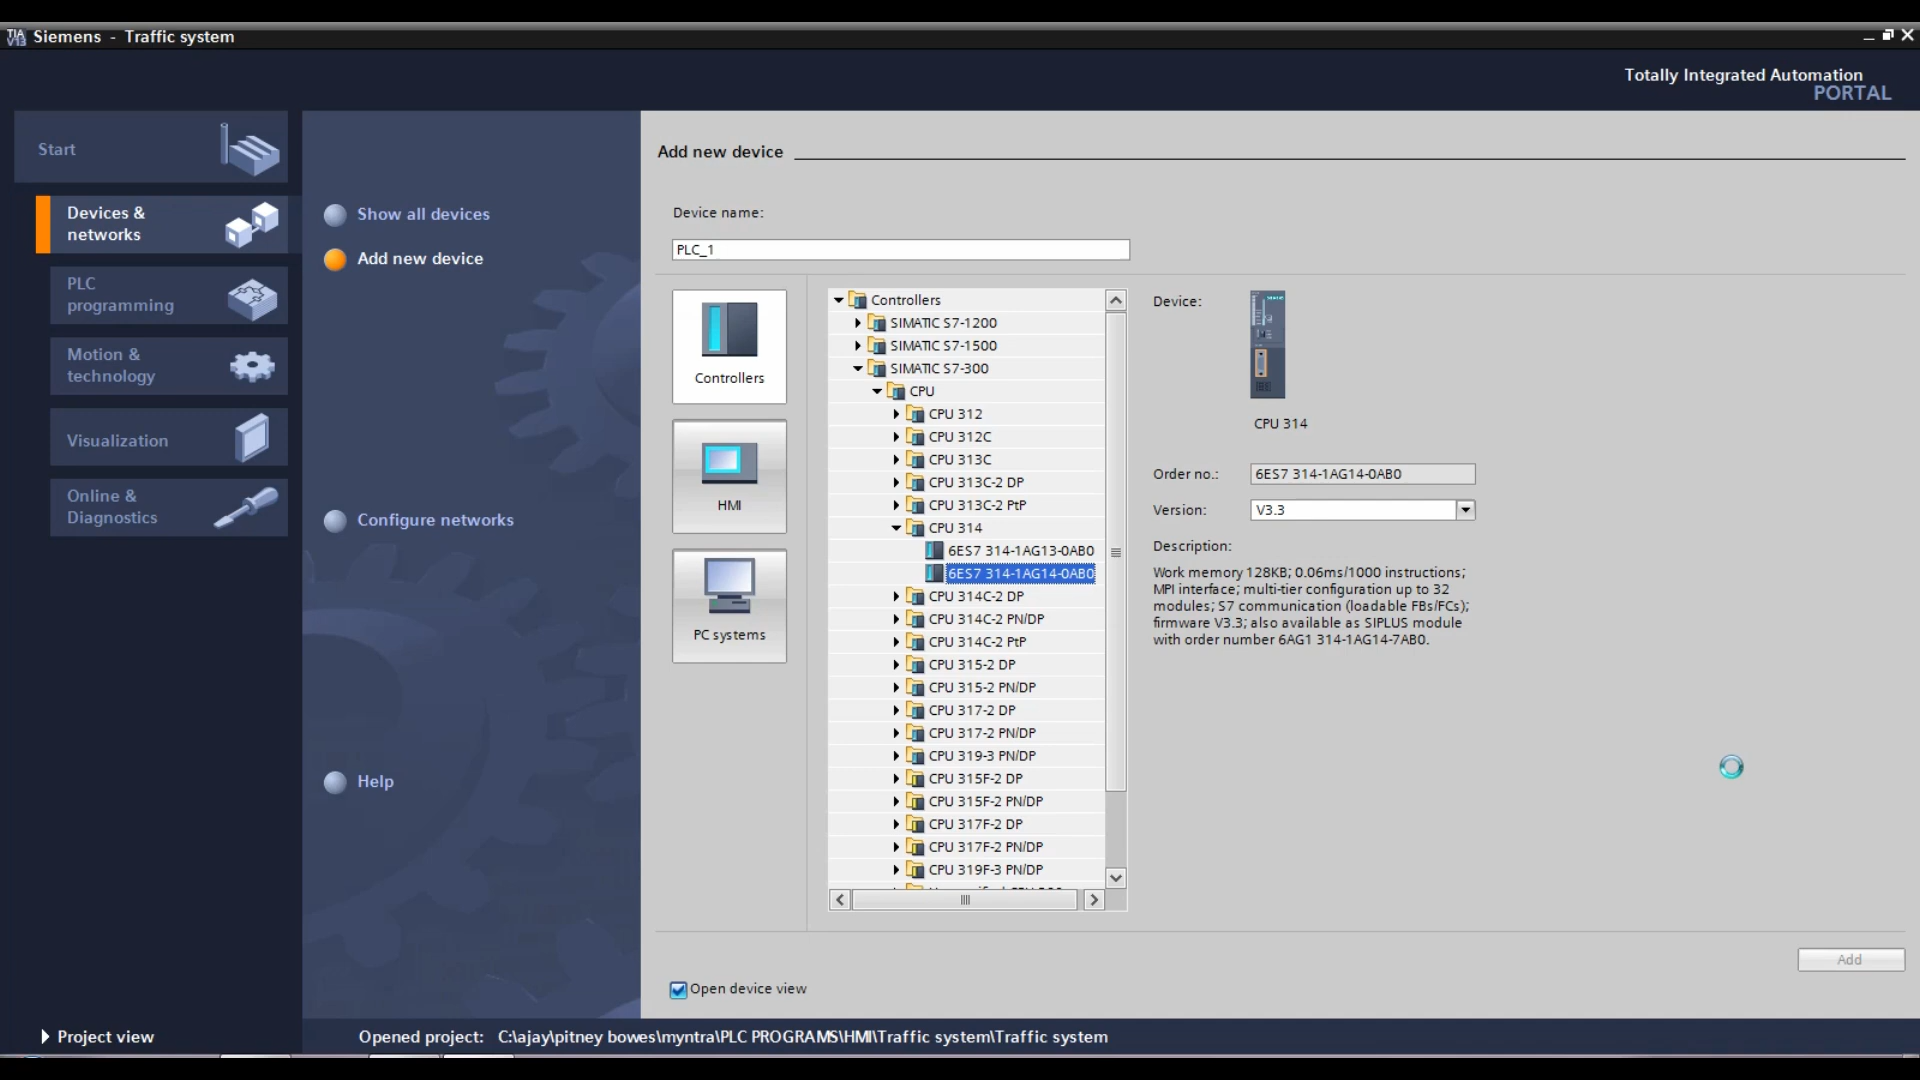 TIA V13 Siemens - Traffic system
Totally Integrated Automation
PORTAL
Start
Devices &
networks
PLC
programming
Motion &
technology
Visualization
Online &
Diagnostics
Show all devices
Add new device
Configure networks
Help
Add new device
Device name:
PLC_1
Controllers
HMI
PC systems
Controllers
SIMATIC S7-1200
SIMATIC S7-1500
SIMATIC S7-300
CPU
CPU 312
CPU 312C
CPU 313C
CPU 313C-2 DP
CPU 313C-2 PtP
CPU 314
6ES7 314-1AG13-0AB0
6ES7 314-1AG14-0AB0
CPU 314C-2 DP
CPU 314C-2 PN/DP
CPU 314C-2 PtP
CPU 315-2 DP
CPU 315-2 PN/DP
CPU 317-2 DP
CPU 317-2 PN/DP
CPU 319-3 PN/DP
CPU 315F-2 DP
CPU 315F-2 PN/DP
CPU 317F-2 DP
CPU 317F-2 PN/DP
CPU 319F-3 PN/DP
Device:
CPU 314
Order no.: 6ES7 314-1AG14-0AB0
Version: V3.3
Description:
Work memory 128KB; 0.06ms/1000 instructions;
MPI interface; multi-tier configuration up to 32
modules; S7 communication (loadable FBs/FCs);
firmware V3.3; also available as SIPLUS module
with order number 6AG1 314-1AG14-7AB0.
Add
Open device view
Project view
Opened project: C:\ajay\pitney bowes\myntra\PLC PROGRAMS\HMI\Traffic system\Traffic system